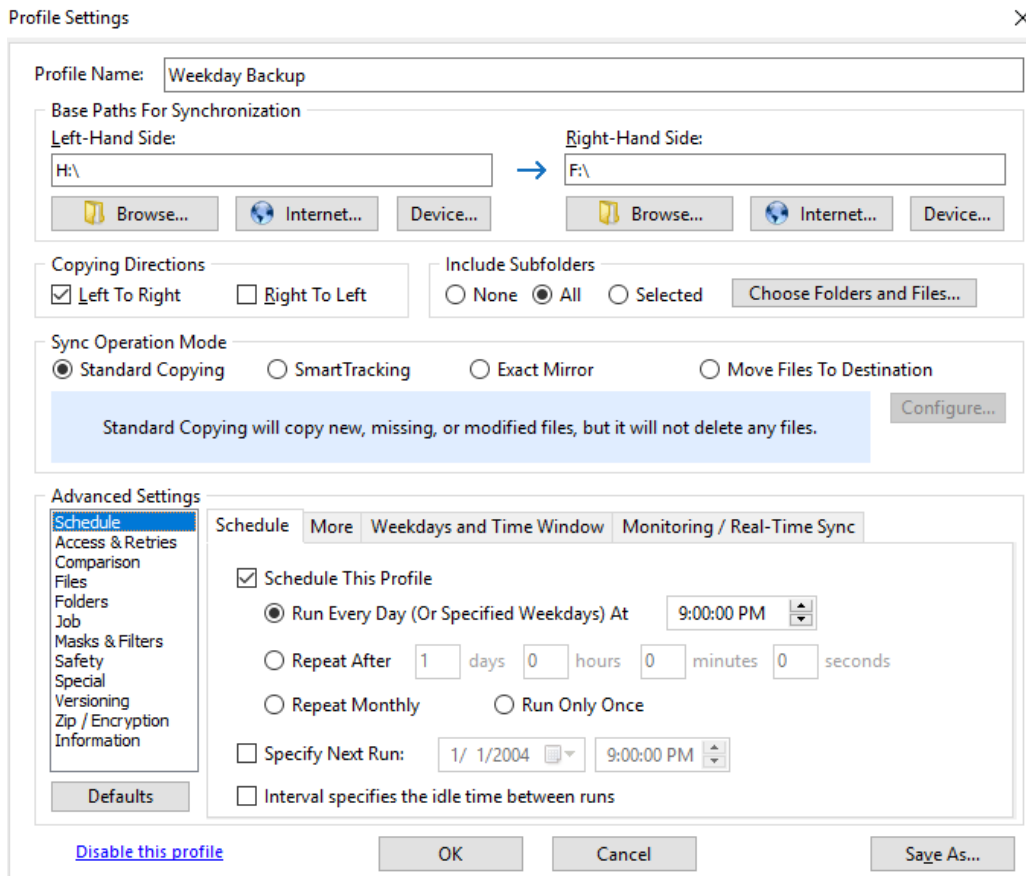 Profile Settings
Profile Name: Weekday Backup
Base Paths For Synchronization
Left-Hand Side: Right-Hand Side:
H:\ F:\
Browse... Internet... Device... Browse... Internet... Device...
Copying Directions Include Subfolders
Left To Right Right To Left None All Selected Choose Folders and Files...
Sync Operation Mode
Standard Copying SmartTracking Exact Mirror Move Files To Destination
Configure...
Standard Copying will copy new, missing, or modified files, but it will not delete any files.
Advanced Settings
Schedule
Access & Retries
Comparison
Files
Folders
Job
Masks & Filters
Safety
Special
Versioning
Zip / Encryption
Information
Defaults
Schedule More Weekdays and Time Window Monitoring / Real-Time Sync
Schedule This Profile
Run Every Day (Or Specified Weekdays) At 9:00:00 PM
Repeat After 1 days 0 hours 0 minutes 0 seconds
Repeat Monthly Run Only Once
Specify Next Run: 1/ 1/2004 9:00:00 PM
Interval specifies the idle time between runs
Disable this profile OK Cancel Save As...